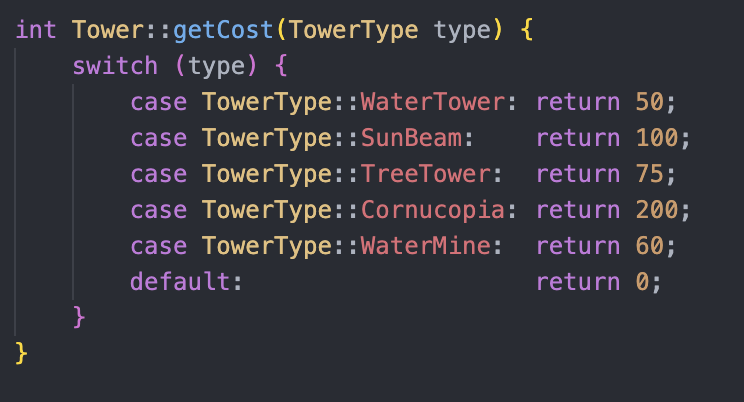 int Tower::getCost(TowerType type) {
    switch (type) {
        case TowerType::WaterTower: return 50;
        case TowerType::SunBeam:    return 100;
        case TowerType::TreeTower:  return 75;
        case TowerType::Cornucopia: return 200;
        case TowerType::WaterMine:  return 60;
        default:                    return 0;
    }
}